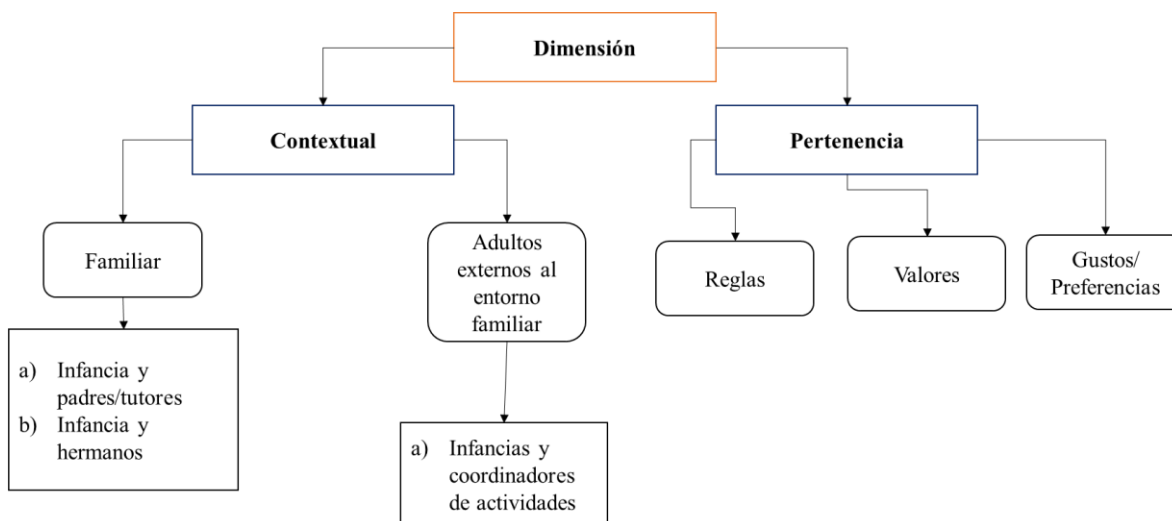 Dimensión
Contextual
Pertenencia
Familiar
Adultos
externos al
entorno
familiar
Reglas
Valores
Gustos/
Preferencias
a) Infancia y
padres/tutores
b) Infancia y
hermanos
a) Infancias y
coordinadores
de actividades